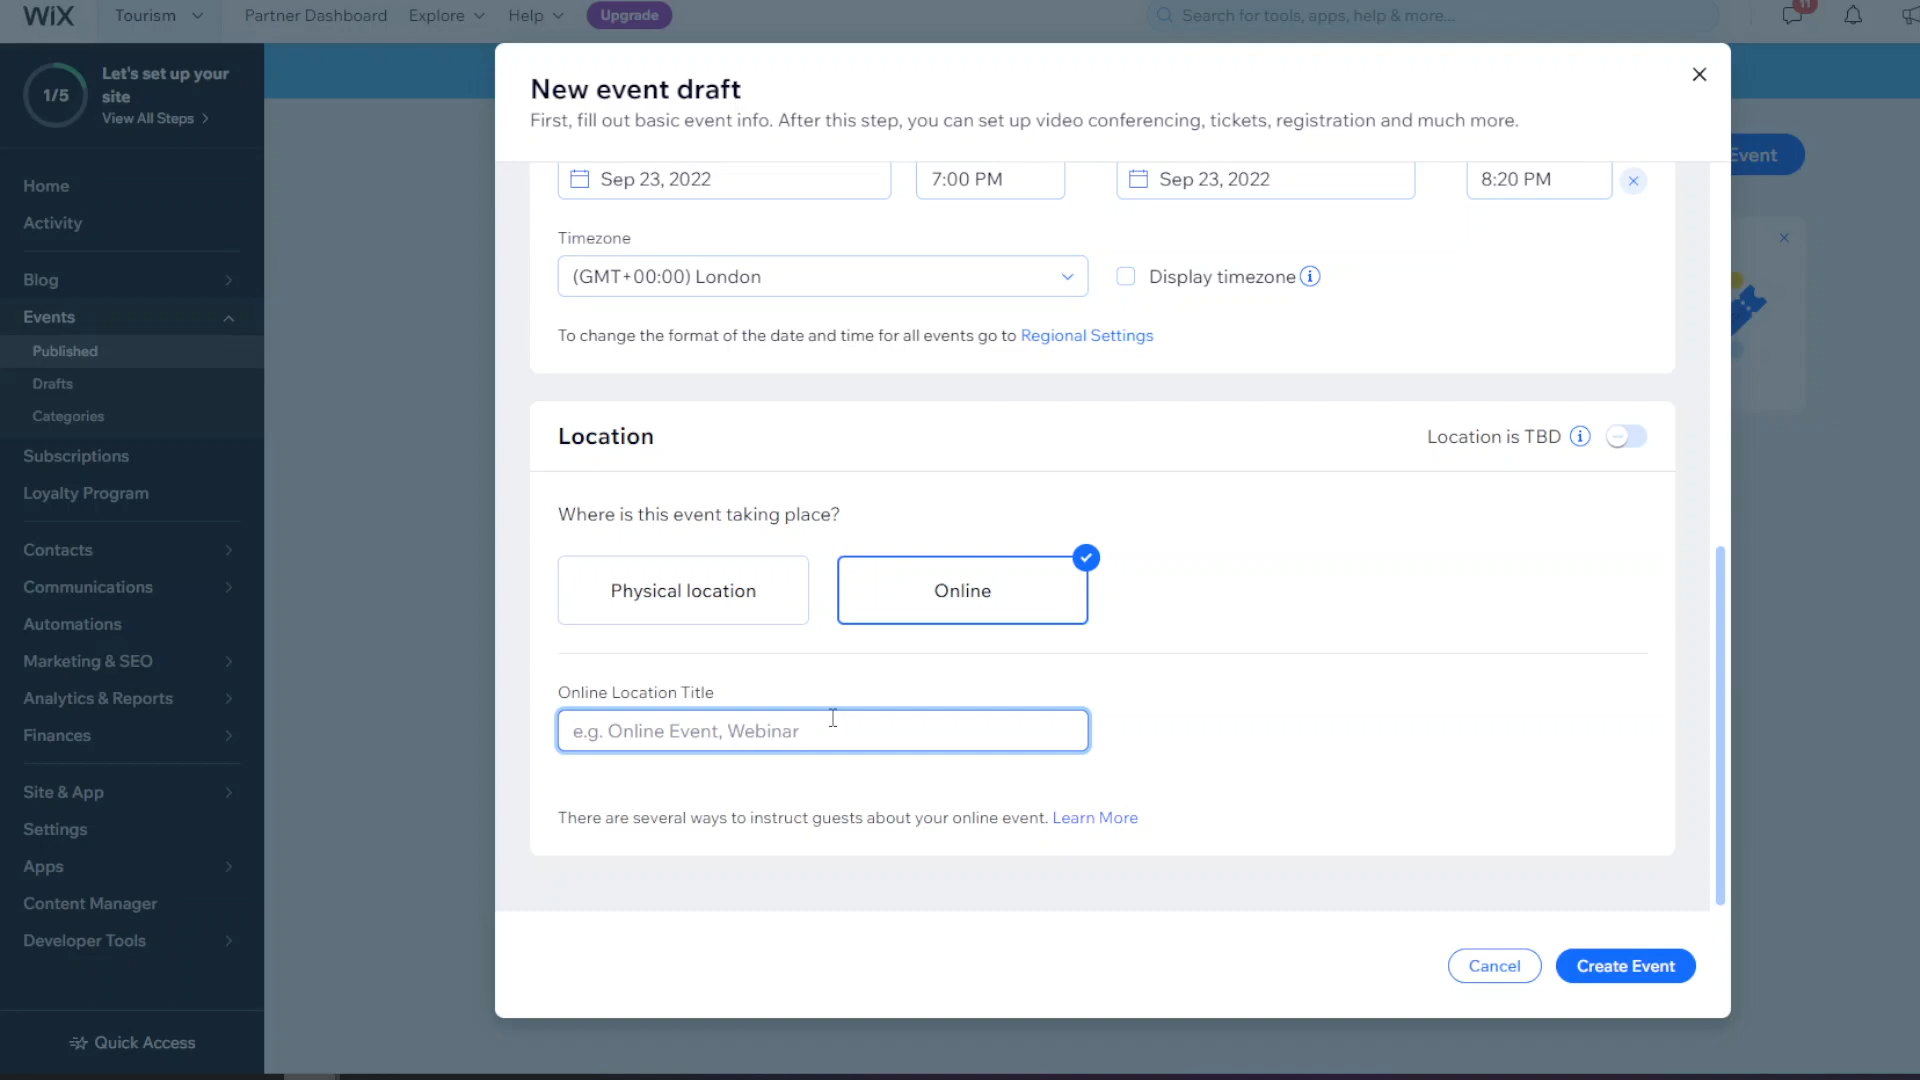 WiX
Tourism
Partner Dashboard
Explore
Help
Upgrade
Search for tools, apps, help & more...
11
1/5
Let's set up your
site
View All Steps
Home
Activity
Blog
Events
Published
Drafts
Categories
Subscriptions
Loyalty Program
Contacts
Communications
Automations
Marketing & SEO
Analytics & Reports
Finances
Site & App
Settings
Apps
Content Manager
Developer Tools
Quick Access
Event
New event draft
First, fill out basic event info. After this step, you can set up video conferencing, tickets, registration and much more.
Sep 23, 2022
7:00 PM
Sep 23, 2022
8:20 PM
Timezone
(GMT+00:00) London
Display timezone
To change the format of the date and time for all events go to Regional Settings
Location
Location is TBD
Where is this event taking place?
Physical location
Online
Online Location Title
e.g. Online Event, Webinar
There are several ways to instruct guests about your online event. Learn More
Cancel
Create Event